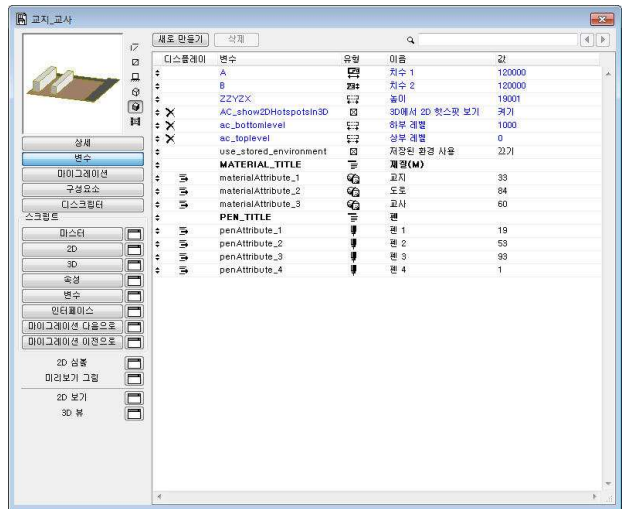 교지_교사
새로 만들기 삭제
디스플레이 변수 유형 이름 값
A 치수 1 120000
B 치수 2 120000
ZZYZX 높이 19001
AC_show2DHotspotsIn3D 3D에서 2D 핫스팟 보기 켜기
ac_bottomlevel 하부 레벨 1000
ac_toplevel 상부 레벨 0
use_stored_environment 저장된 환경 사용 끄기
MATERIAL_TITLE 재질(M)
materialAttribute_1 교지 33
materialAttribute_2 도로 84
materialAttribute_3 교사 60
PEN_TITLE 펜
penAttribute_1 펜 1 19
penAttribute_2 펜 2 53
penAttribute_3 펜 3 93
penAttribute_4 펜 4 1
상세
변수
마이그레이션
구성요소
디스크립터
스크립트
마스터
2D
3D
속성
변수
인터페이스
마이그레이션 다음으로
마이그레이션 이전으로
2D 심볼
미리보기 그림
2D 보기
3D 뷰